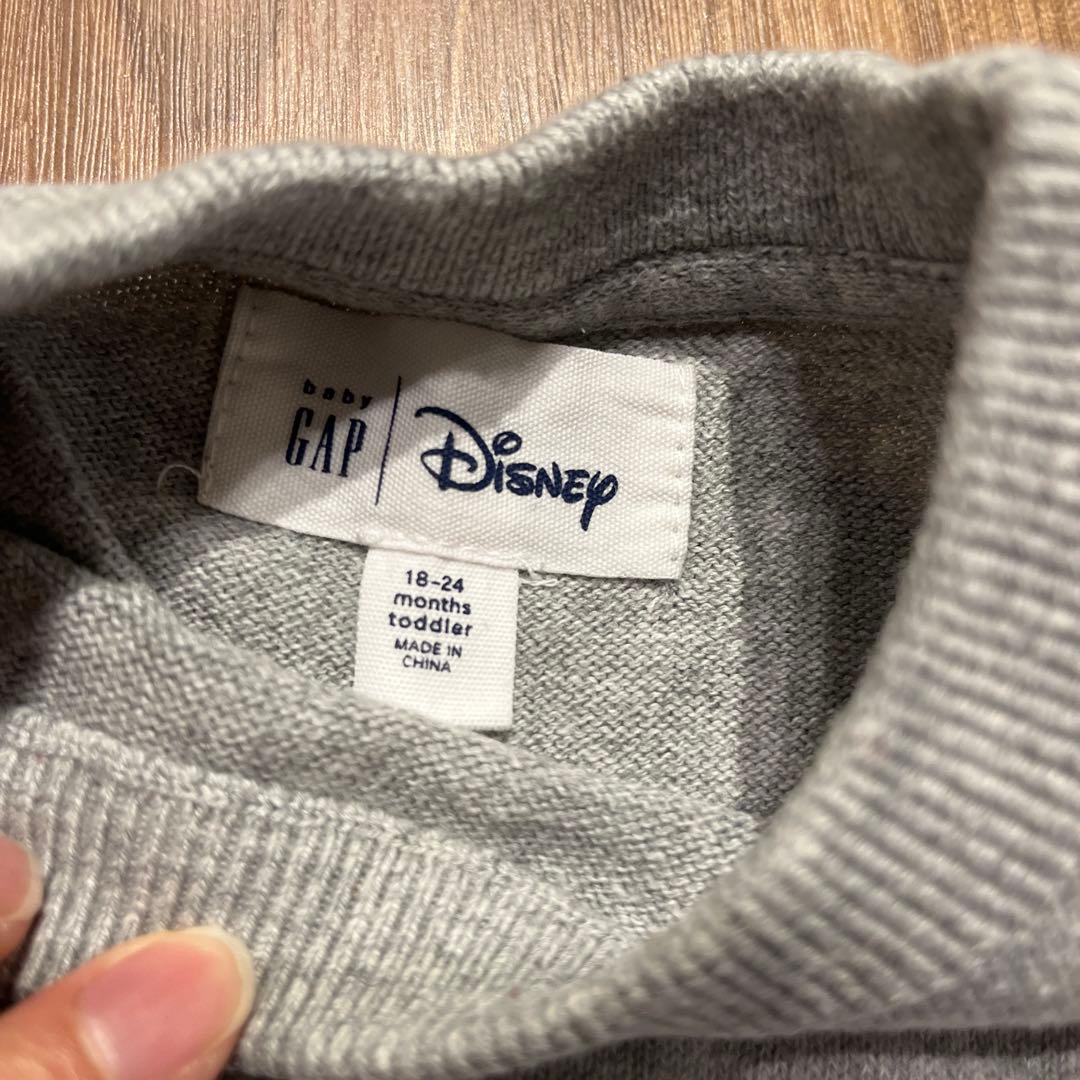 baby
GAP
Disney
18-24
months
toddler
MADE IN
CHINA